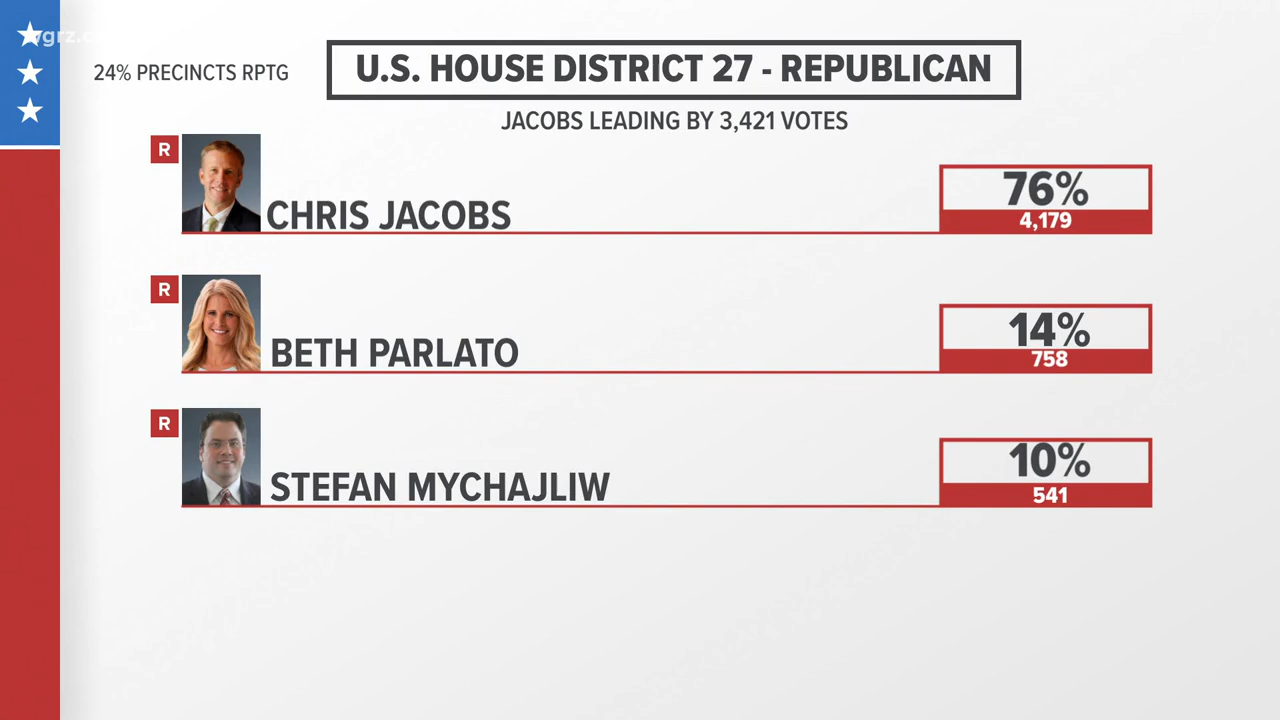 grz.c
24% PRECINCTS RPTG
U.S. HOUSE DISTRICT 27 - REPUBLICAN
JACOBS LEADING BY 3,421 VOTES
R
CHRIS JACOBS
76%
4,179
R
BETH PARLATO
14%
758
R
STEFAN MYCHAJLIW
10%
541